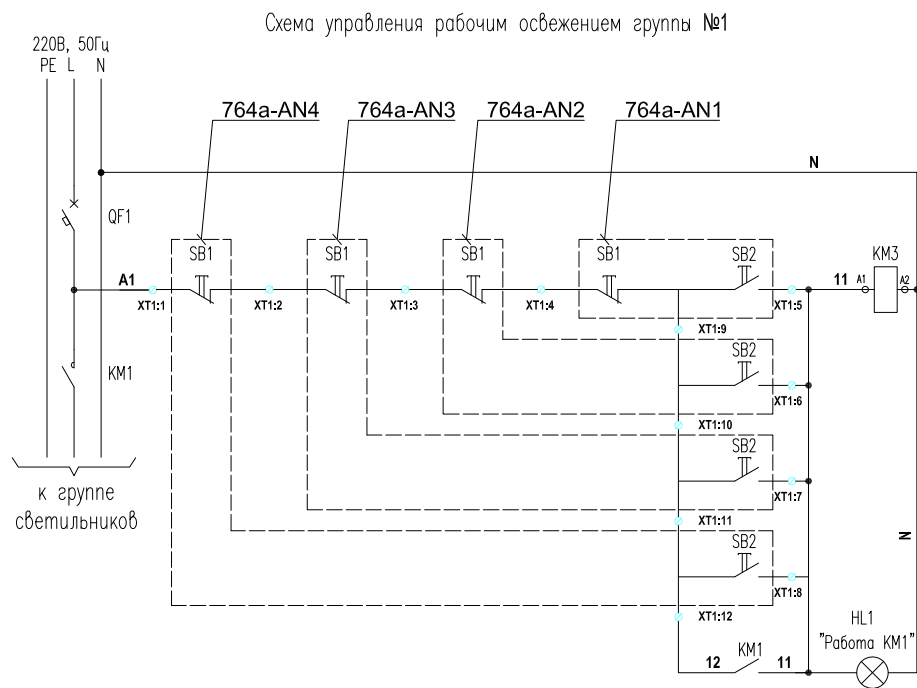 Схема управления рабочим освежением группы №1
220В, 50Гц
PE L N
764а-AN4
764а-AN3
764а-AN2
764а-AN1
N
QF1
SB1
SB1
SB1
SB1
SB2
KM3
A1
11
A1
A2
XT1:1
XT1:2
XT1:3
XT1:4
XT1:5
XT1:9
KM1
SB2
XT1:6
XT1:10
SB2
XT1:7
к группе
светильников
XT1:11
N
SB2
XT1:8
XT1:12
HL1
"Работа КМ1"
KM1
12
11